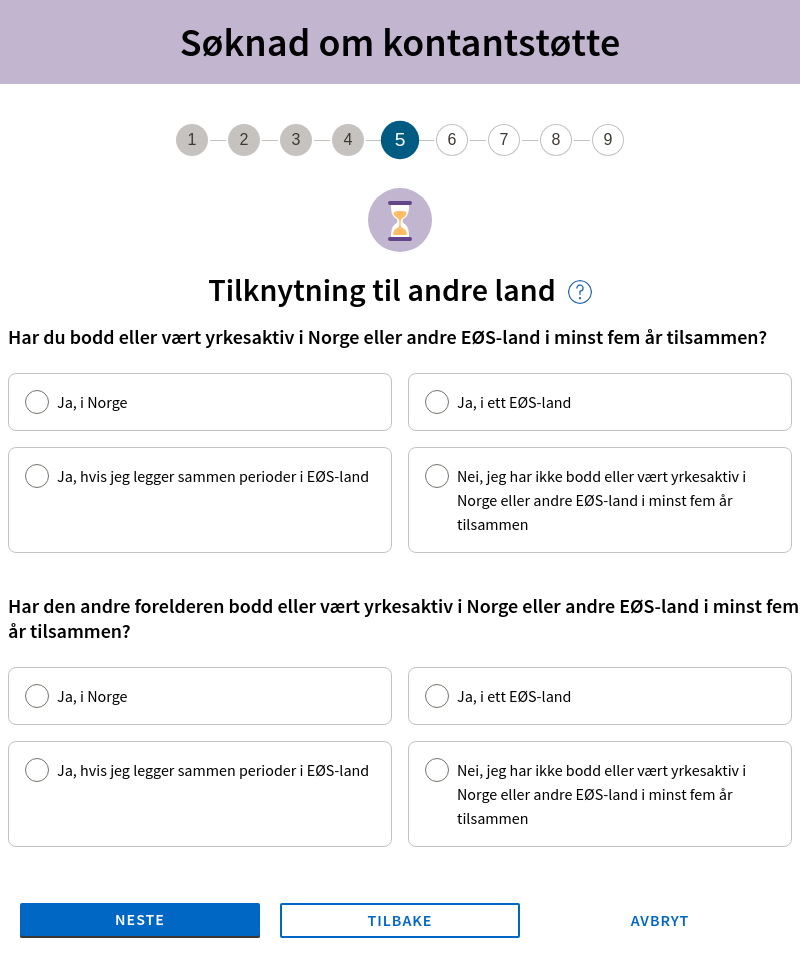 Søknad om kontantstøtte
1 2 3 4 5 6 7 8 9
Tilknytning til andre land ?
Har du bodd eller vært yrkesaktiv i Norge eller andre EØS-land i minst fem år tilsammen?
Ja, i Norge
Ja, i ett EØS-land
Ja, hvis jeg legger sammen perioder i EØS-land
Nei, jeg har ikke bodd eller vært yrkesaktiv i
Norge eller andre EØS-land i minst fem år
tilsammen
Har den andre forelderen bodd eller vært yrkesaktiv i Norge eller andre EØS-land i minst fem
år tilsammen?
Ja, i Norge
Ja, i ett EØS-land
Ja, hvis jeg legger sammen perioder i EØS-land
Nei, jeg har ikke bodd eller vært yrkesaktiv i
Norge eller andre EØS-land i minst fem år
tilsammen
NESTE
TILBAKE
AVBRYT